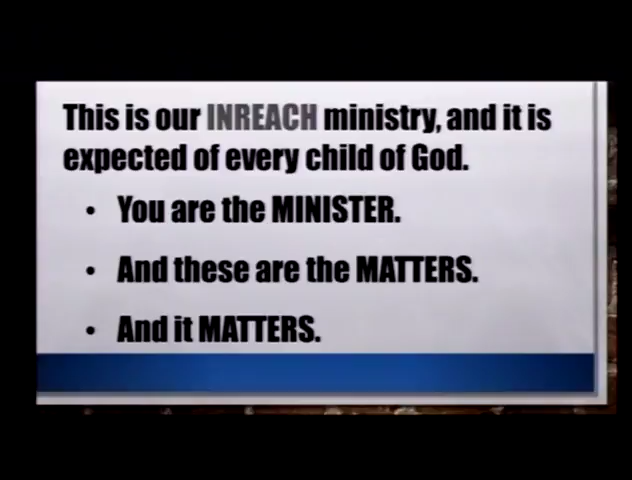 This is our INREACH ministry, and it is
expected of every child of God.
• You are the MINISTER.
• And these are the MATTERS.
• And it MATTERS.